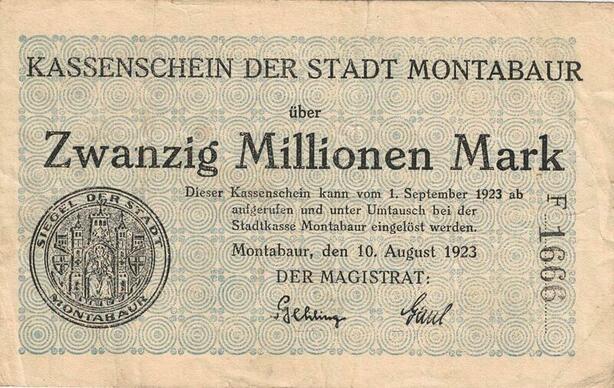 KASSENSCHEIN DER STADT MONTABAUR
über
Zwanzig Millionen Mark
Dieser Kassenschein kann vom 1. September 1923 ab
aufgerufen und unter Umtausch bei der
Stadtkasse Montabaur eingelöst werden.
Montabaur, den 10. August 1923
DER MAGISTRAT:
SIEGEL DER STADT
MONTABAUR
F 1666